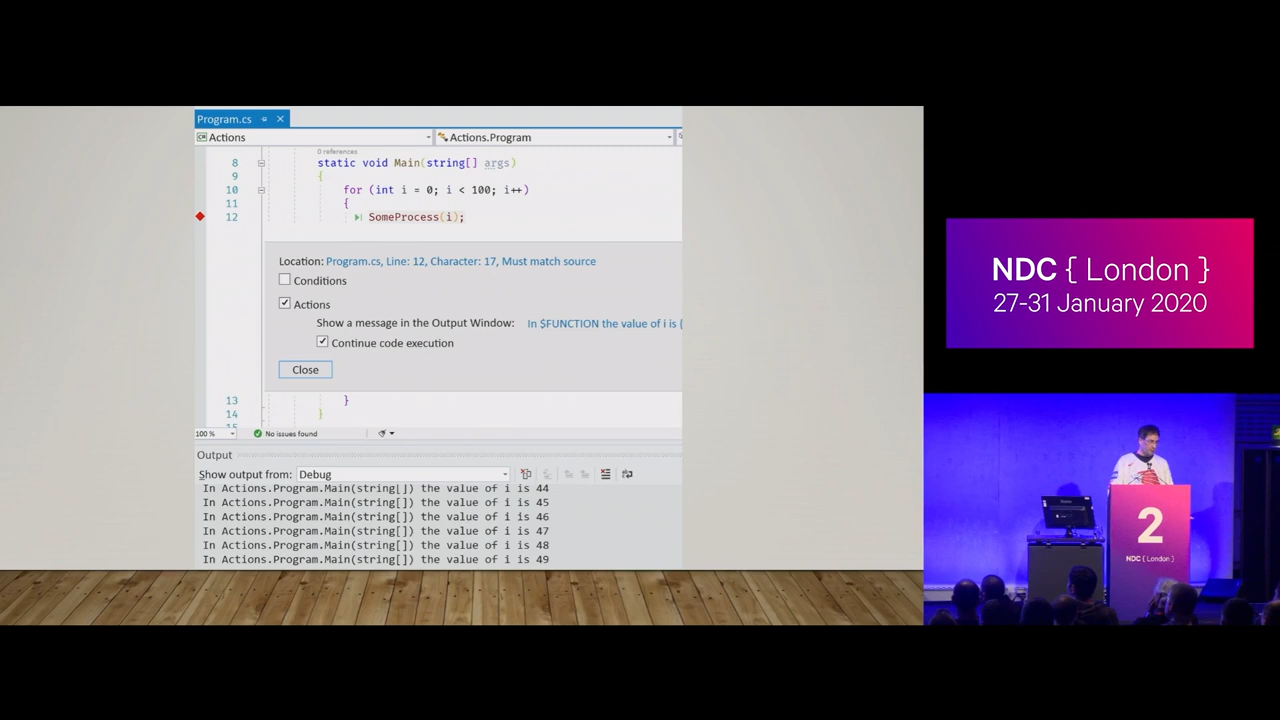 Program.cs
Actions
Actions.Program
0 references
8 static void Main(string[] args)
9 {
10 for (int i = 0; i < 100; i++)
11 {
12 SomeProcess(i);
Location: Program.cs, Line: 12, Character: 17, Must match source
Conditions
Actions
Show a message in the Output Window: In $FUNCTION the value of i is {
Continue code execution
Close
13 }
14 }
100 %
No issues found
Output
Show output from: Debug
In Actions.Program.Main(string[]) the value of i is 44
In Actions.Program.Main(string[]) the value of i is 45
In Actions.Program.Main(string[]) the value of i is 46
In Actions.Program.Main(string[]) the value of i is 47
In Actions.Program.Main(string[]) the value of i is 48
In Actions.Program.Main(string[]) the value of i is 49
NDC { London }
27-31 January 2020
2
NDC { London }